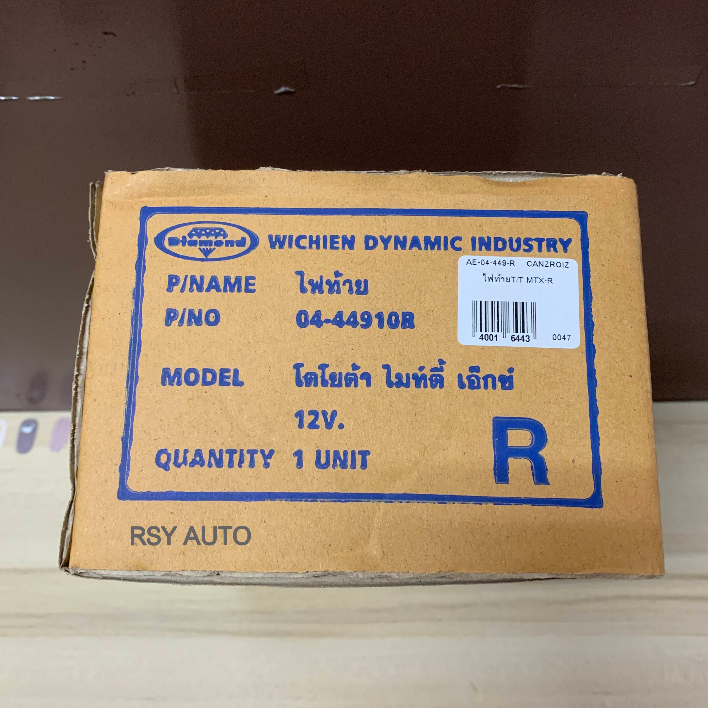 Diamond WICHIEN DYNAMIC INDUSTRY
P/NAME ไฟท้าย
P/NO 04-44910R
MODEL โตโยต้า ไมท์ตี้ เอ็กซ์
12V.
QUANTITY 1 UNIT
R
AE-04-449-R CANZROIZ
ไฟท้ายT/T MTX-R
4001 6443 0047
RSY AUTO